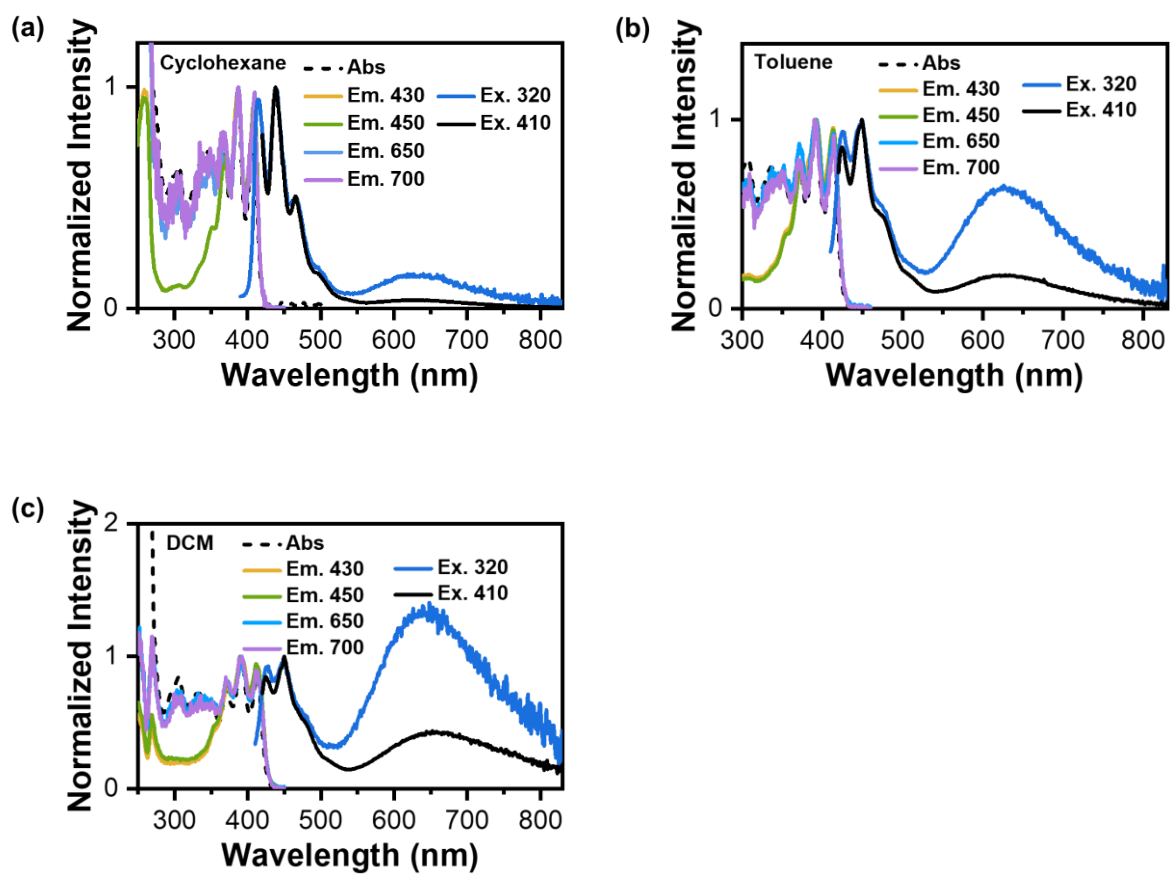 (a)
Normalized Intensity
Cyclohexane
Abs
Em. 430
Em. 450
Em. 650
Em. 700
Ex. 320
Ex. 410
1
0
300 400 500 600 700 800
Wavelength (nm)
(b)
Normalized Intensity
Toluene
Abs
Em. 430
Em. 450
Em. 650
Em. 700
Ex. 320
Ex. 410
1
0
300 400 500 600 700 800
Wavelength (nm)
(c)
Normalized Intensity
DCM
Abs
Em. 430
Em. 450
Em. 650
Em. 700
Ex. 320
Ex. 410
2
1
0
300 400 500 600 700 800
Wavelength (nm)